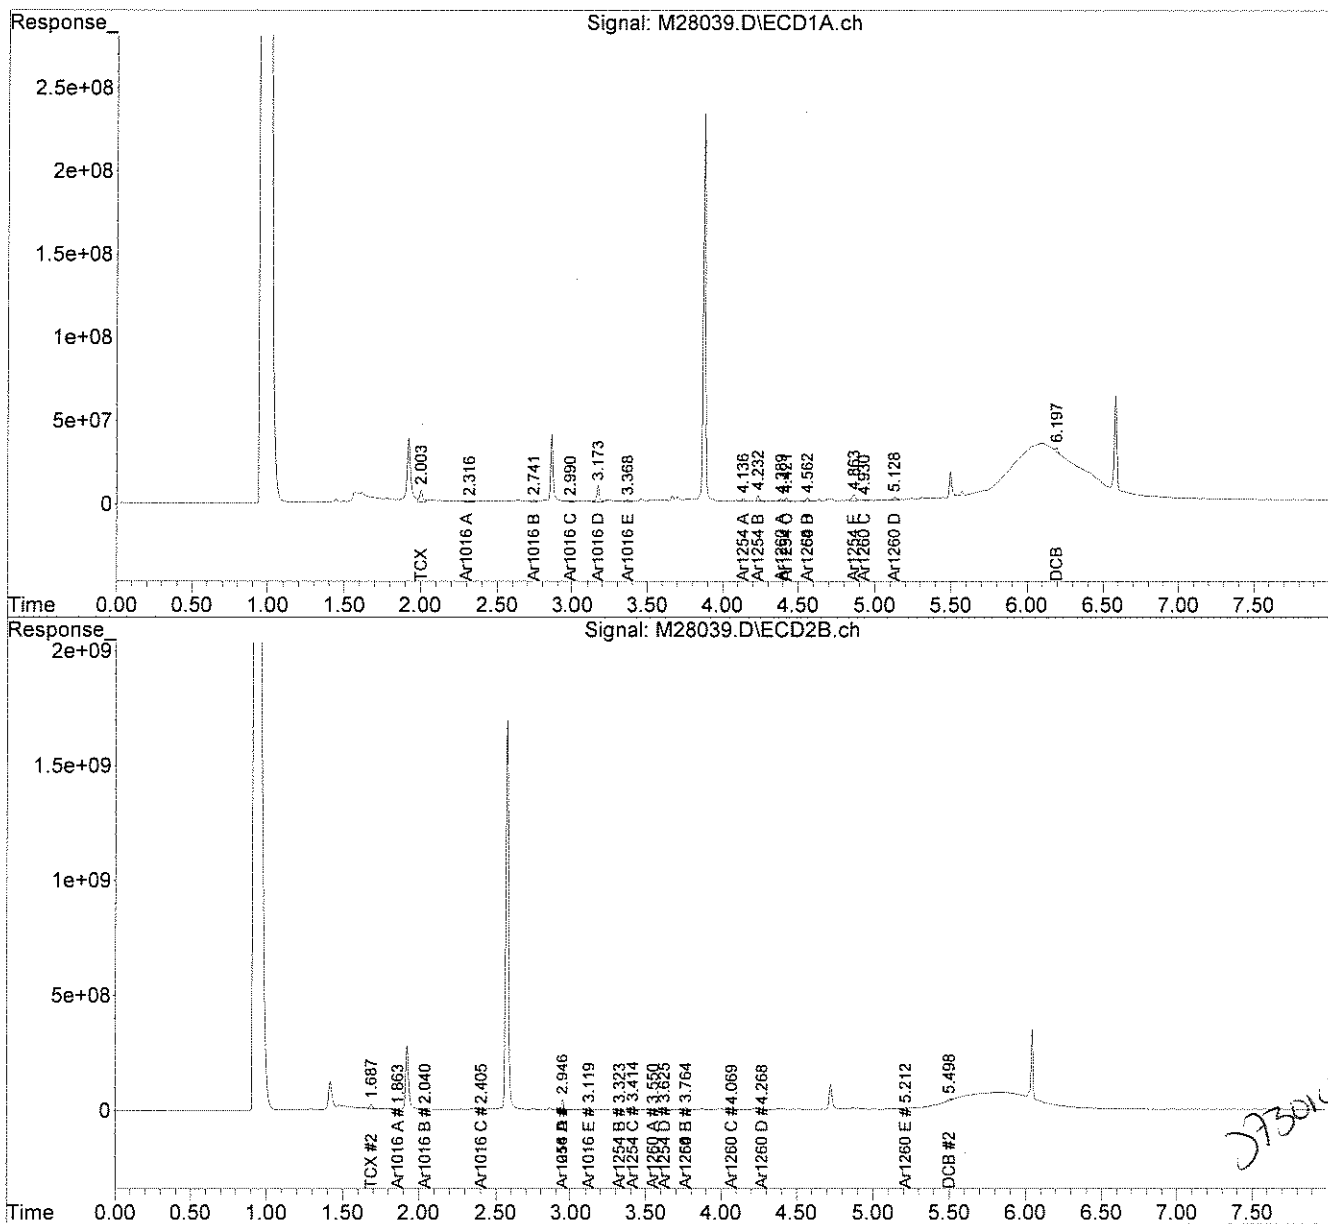 Response_
Signal: M28039.D\ECD1A.ch
2.5e+08
2e+08
1.5e+08
1e+08
5e+07
0
2.003
2.316
2.741
2.990
3.173
3.368
4.136
4.232
4.389
4.421
4.562
4.863
4.930
5.128
6.197
TCX
Ar1016 A
Ar1016 B
Ar1016 C
Ar1016 D
Ar1016 E
Ar1254 A
Ar1254 B
Ar1254 E
Ar1260 C
Ar1260 D
DCB
Time
0.00 0.50 1.00 1.50 2.00 2.50 3.00 3.50 4.00 4.50 5.00 5.50 6.00 6.50 7.00 7.50
Response_
Signal: M28039.D\ECD2B.ch
2e+09
1.5e+09
1e+09
5e+08
0
1.687
TCX #2
Ar1016 A # 1.863
Ar1016 B # 2.040
Ar1016 C # 2.405
2.946
Ar1016 E # 3.119
Ar1254 B # 3.323
Ar1254 C # 3.414
Ar1260 A # 3.550
Ar1254 D # 3.625
Ar1260 B # 3.764
Ar1260 C #4.069
Ar1260 D #4.268
Ar1260 E # 5.212
5.498
DCB #2
Time
0.00 0.50 1.00 1.50 2.00 2.50 3.00 3.50 4.00 4.50 5.00 5.50 6.00 6.50 7.00 7.50